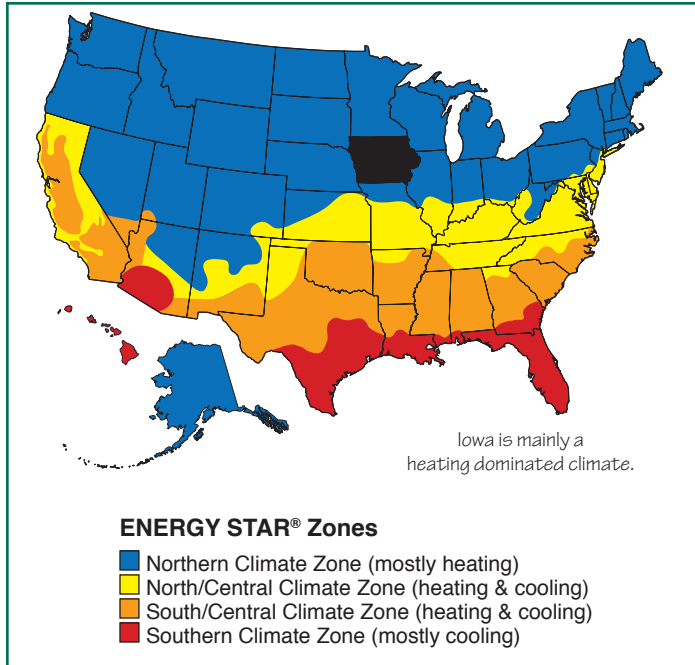 Iowa is mainly a
heating dominated climate.
ENERGY STAR® Zones
Northern Climate Zone (mostly heating)
North/Central Climate Zone (heating & cooling)
South/Central Climate Zone (heating & cooling)
Southern Climate Zone (mostly cooling)